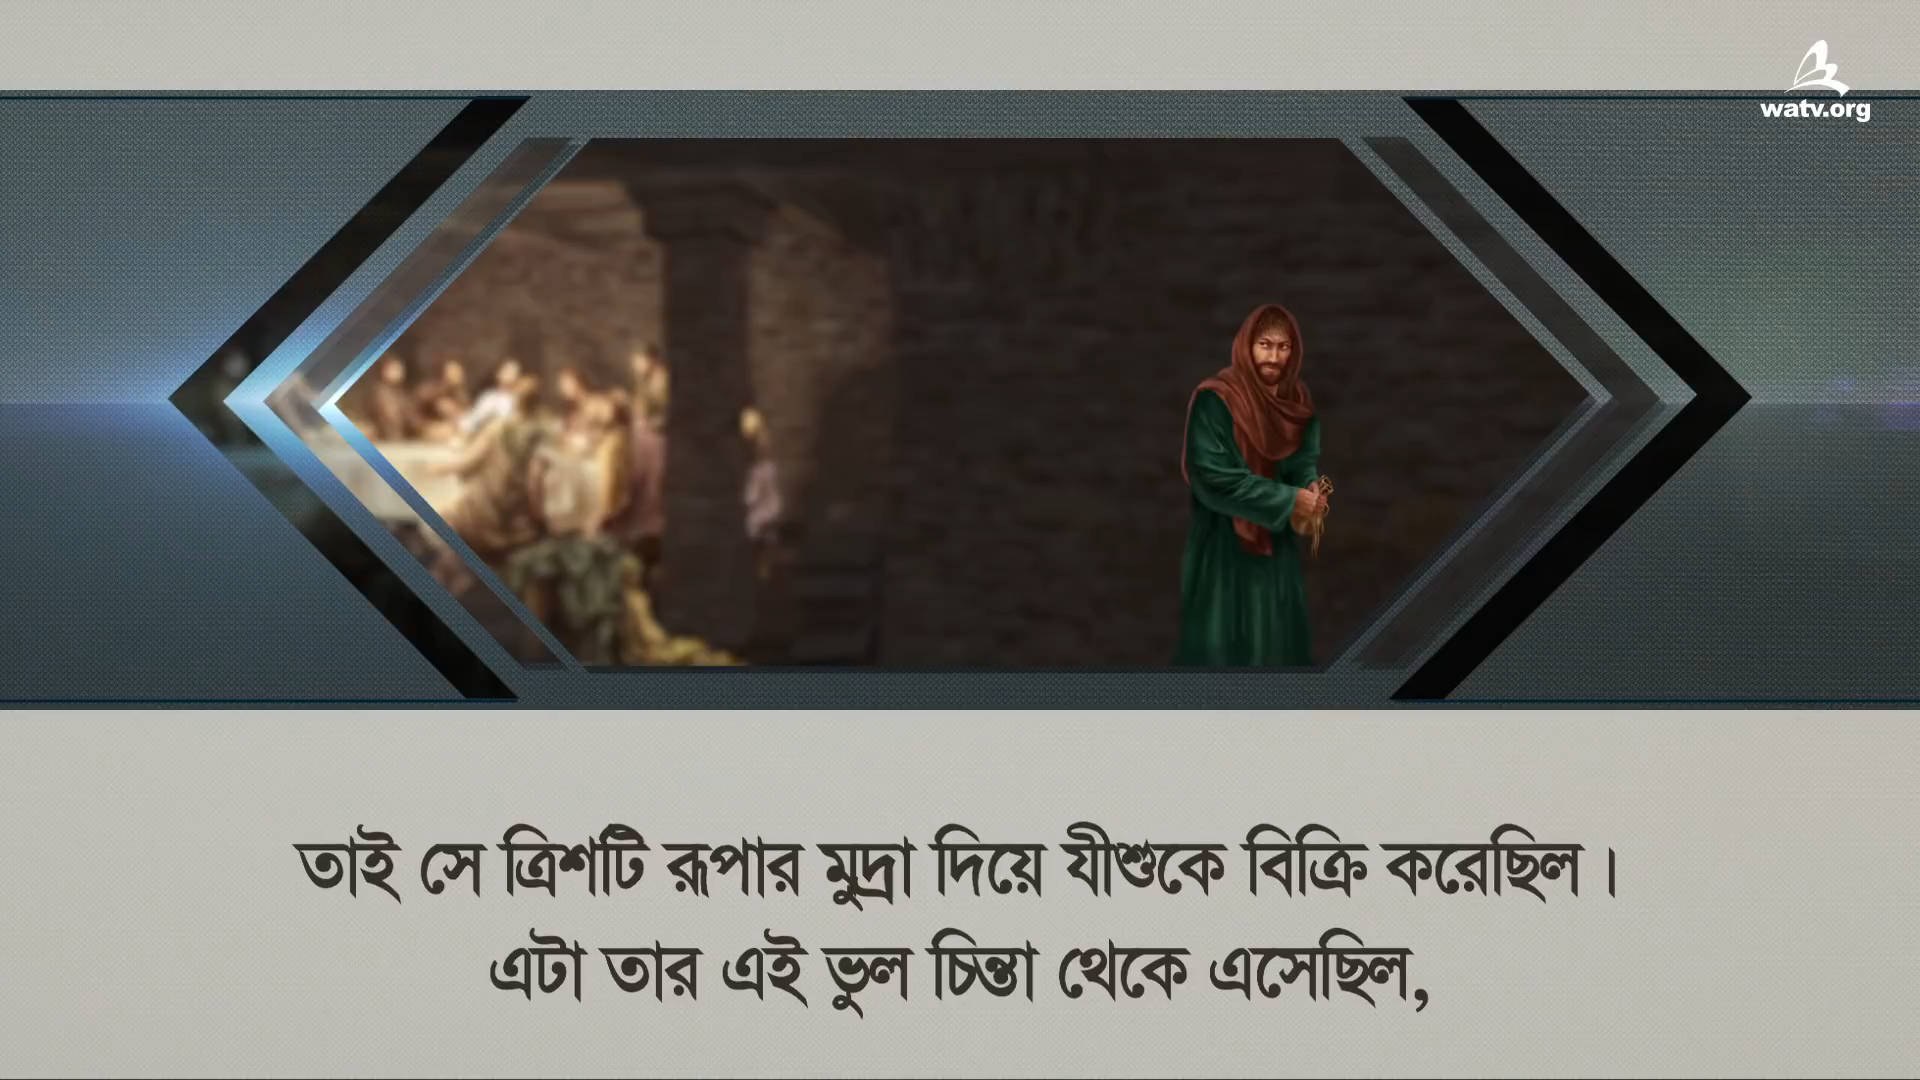 watv.org
তাই সে ত্রিশটি রূপার মুদ্রা দিয়ে যীশুকে বিক্রি করেছিল।
এটা তার এই ভুল চিন্তা থেকে এসেছিল,